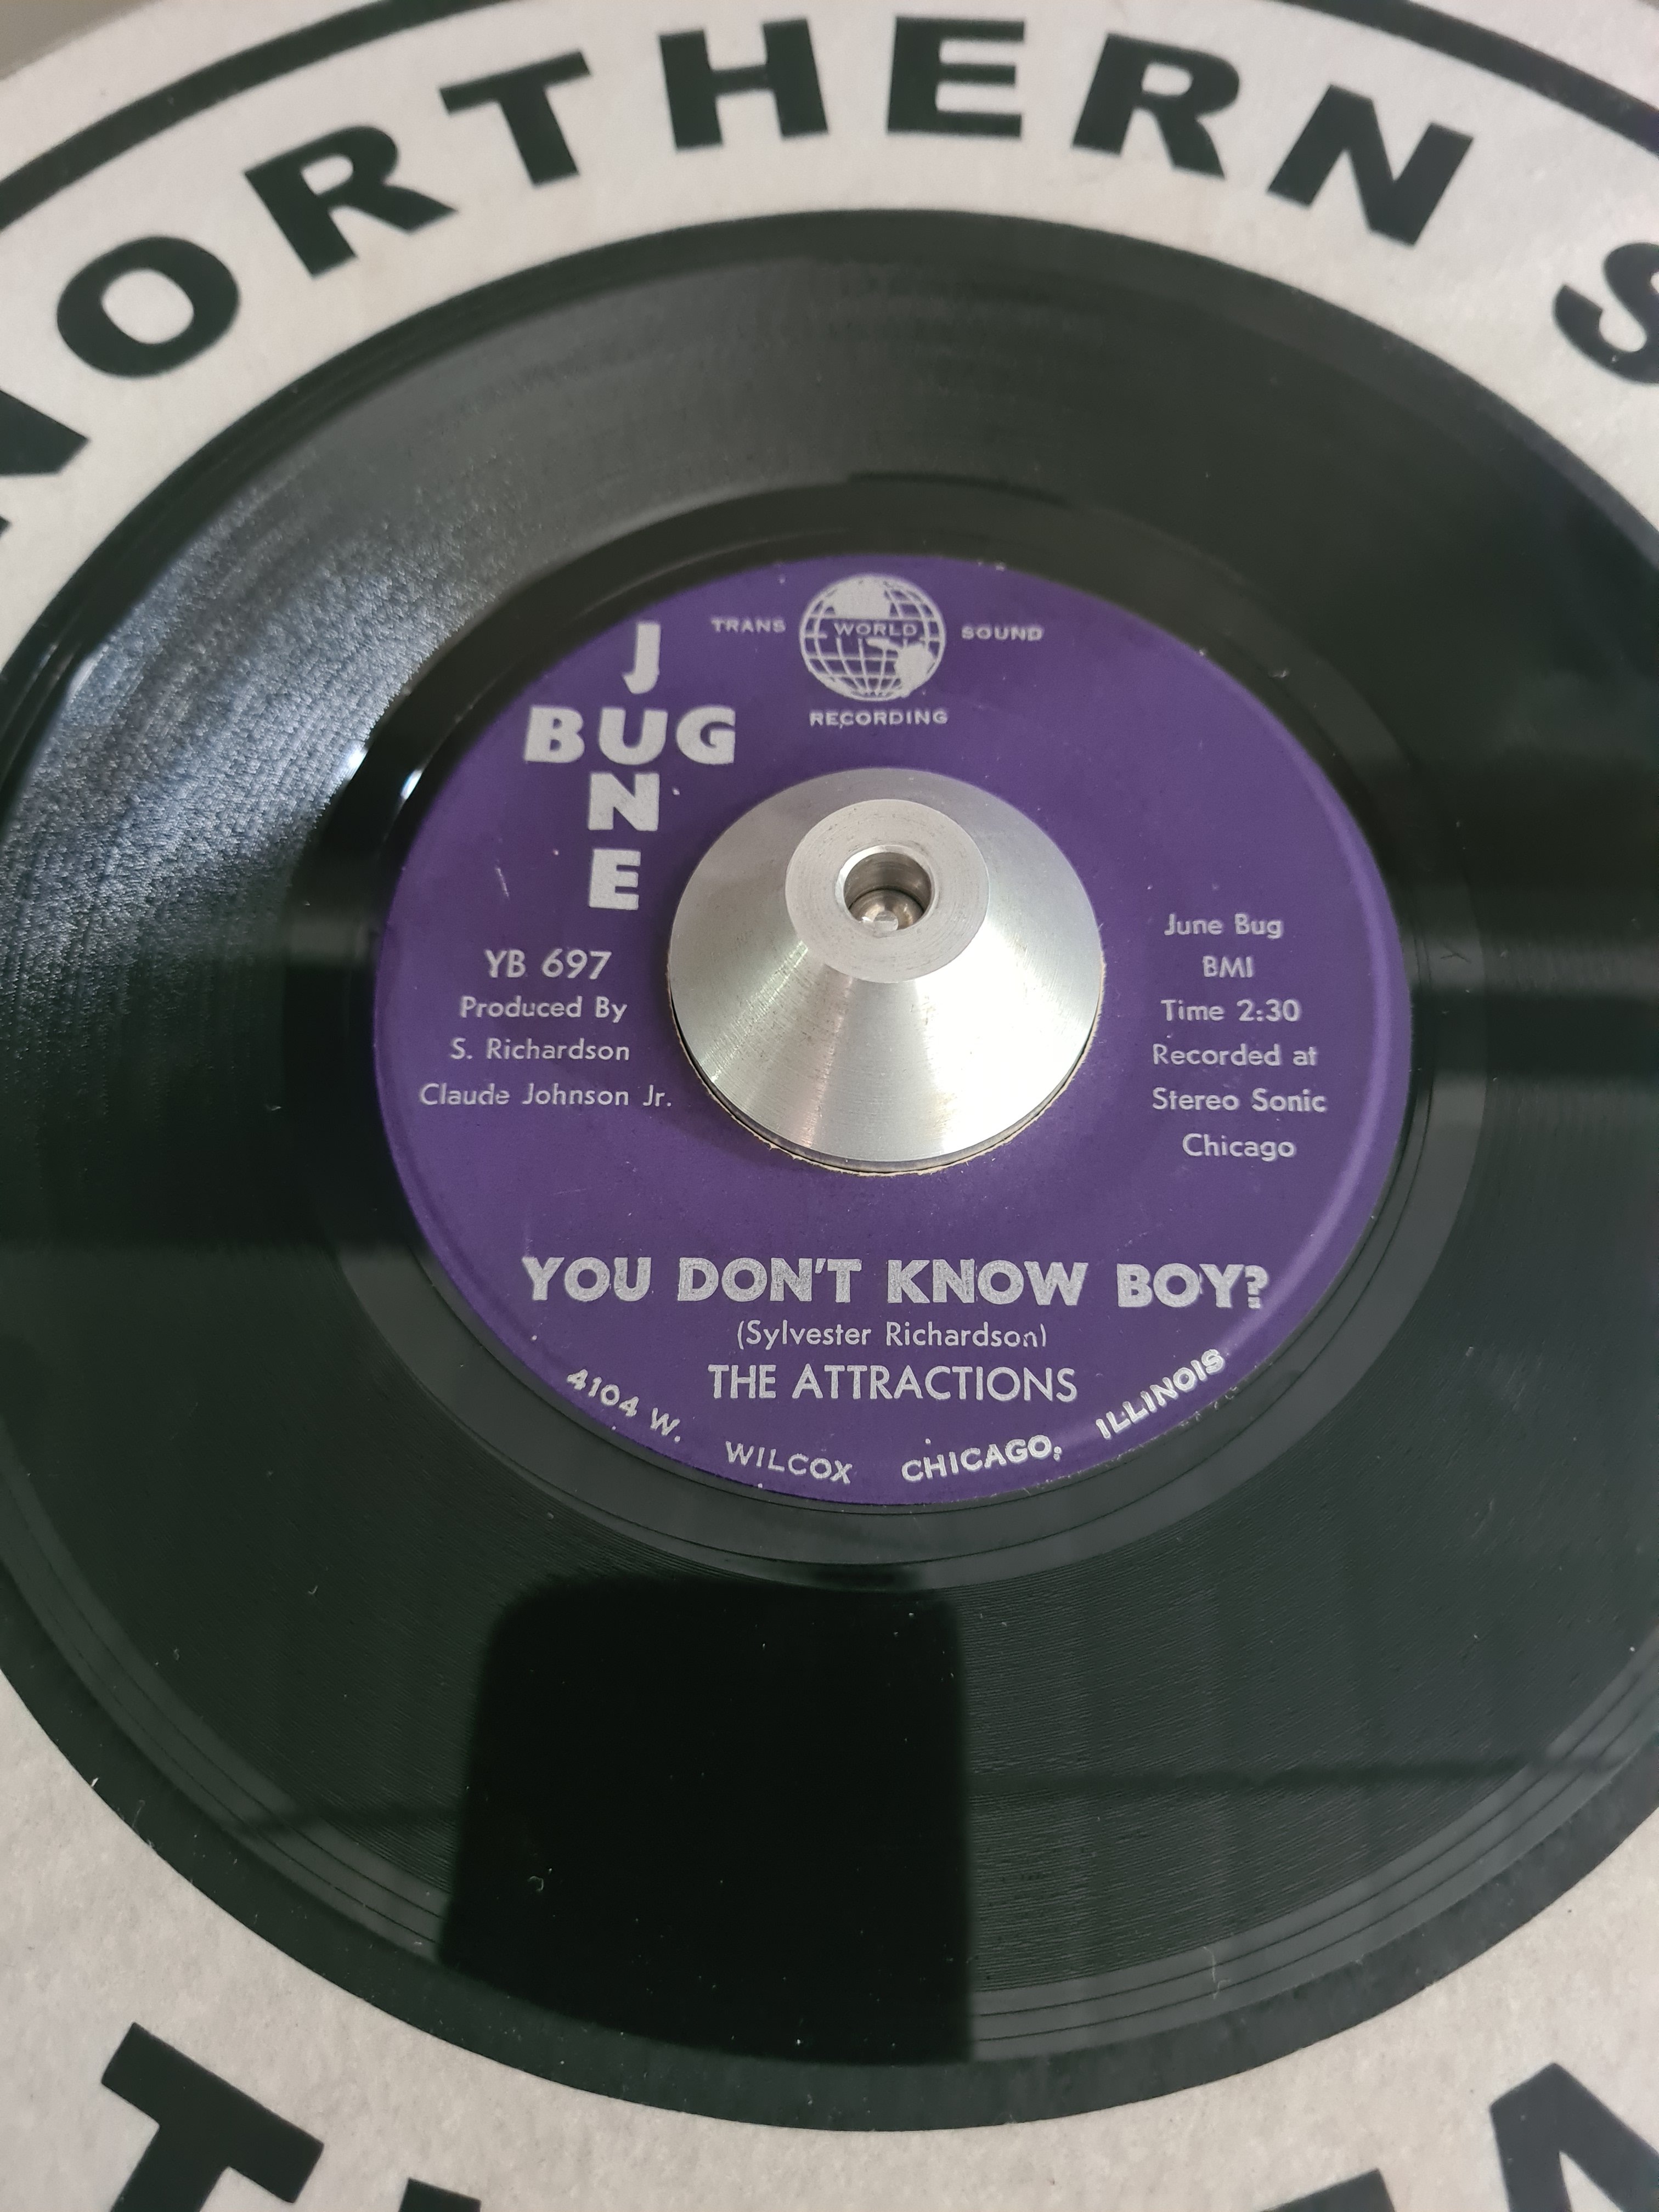 NORTHERN S
TRANS WORLD SOUND
RECORDING
J
BUG
N
E
YB 697
Produced By
S. Richardson
Claude Johnson Jr.
June Bug
BMI
Time 2:30
Recorded at
Stereo Sonic
Chicago
YOU DON'T KNOW BOY?
(Sylvester Richardson)
THE ATTRACTIONS
4104 W. WILCOX CHICAGO, ILLINOIS